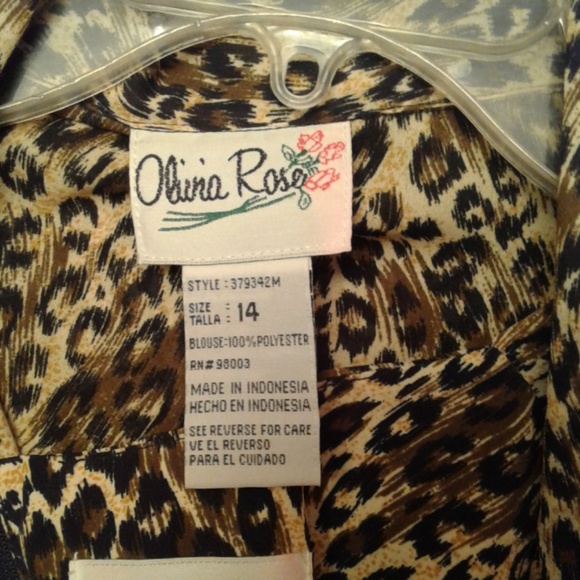 Olivia Rose
STYLE : 379342M
SIZE :
TALLA : 14
BLOUSE:100%POLYESTER
RN# 98003
MADE IN INDONESIA
HECHO EN INDONESIA
SEE REVERSE FOR CARE
VE EL REVERSO
PARA EL CUIDADO